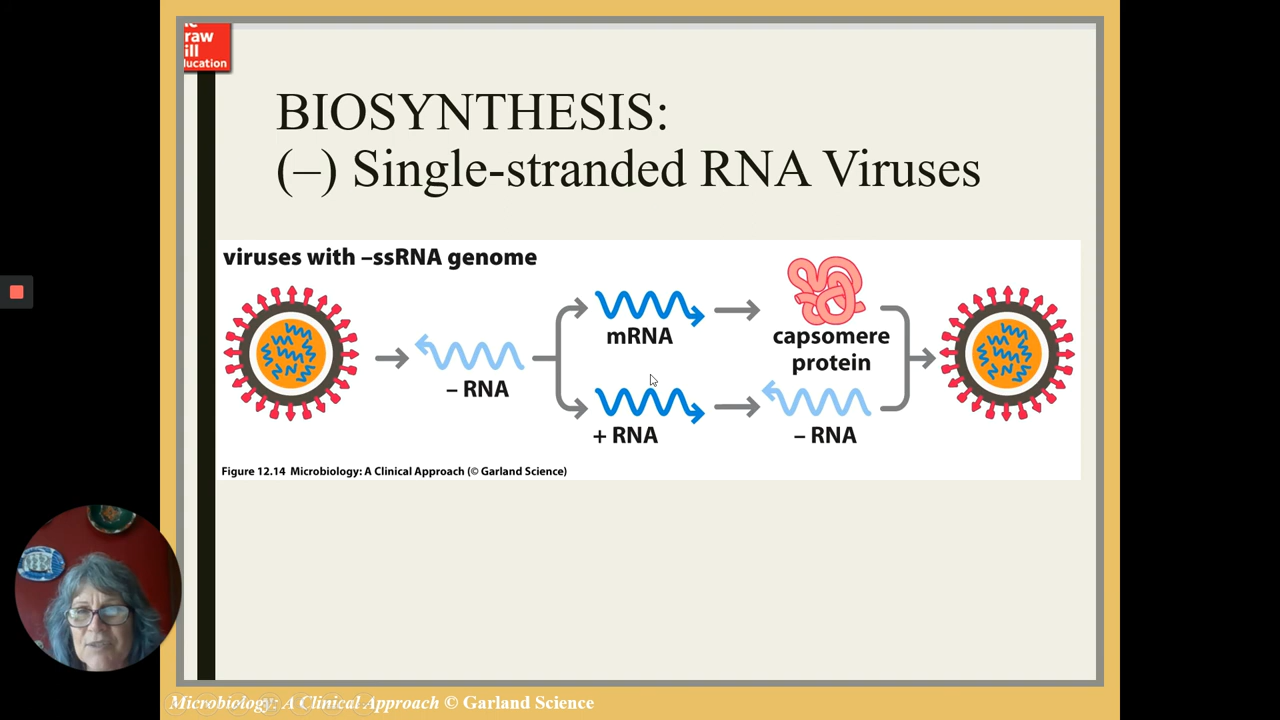 raw
ill
ucation
BIOSYNTHESIS:
(–) Single-stranded RNA Viruses
viruses with –ssRNA genome
mRNA
capsomere
protein
– RNA
+ RNA
– RNA
Figure 12.14 Microbiology: A Clinical Approach (© Garland Science)
Microbiology: A Clinical Approach © Garland Science